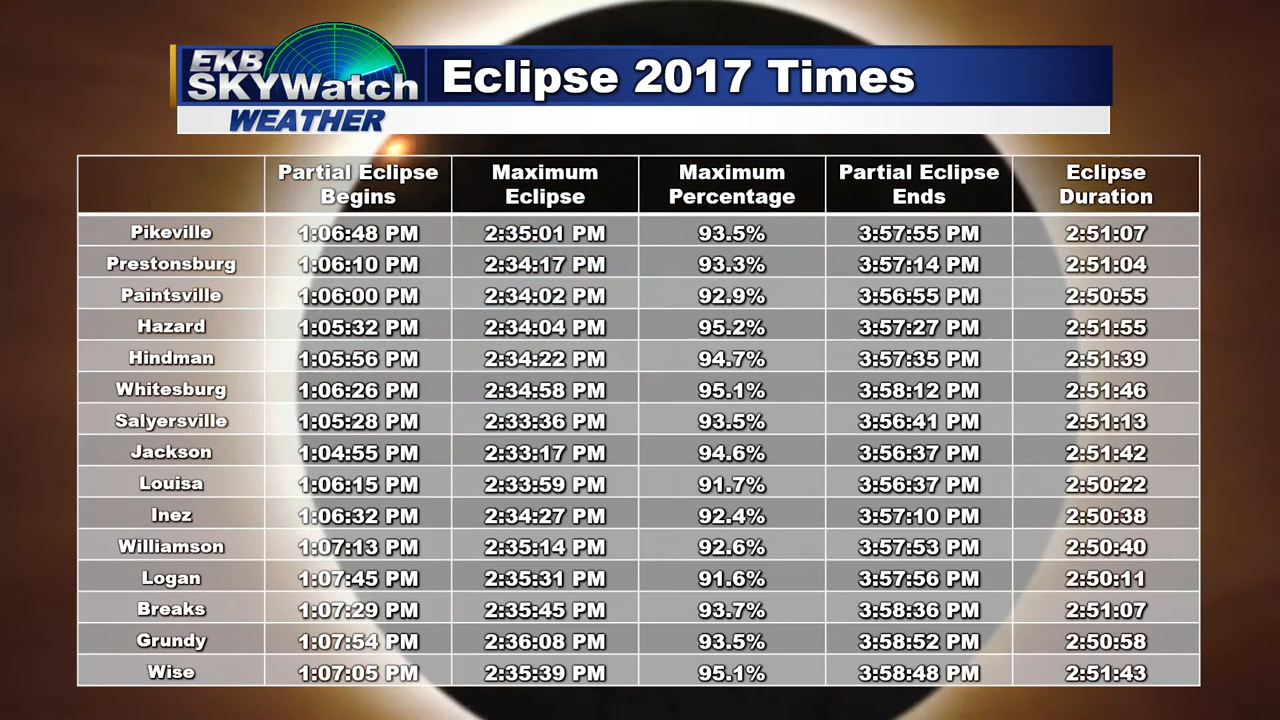 EKB
SKYWatch
WEATHER
Eclipse 2017 Times
Partial Eclipse Begins Maximum Eclipse Maximum Percentage Partial Eclipse Ends Eclipse Duration
Pikeville 1:06:48 PM 2:35:01 PM 93.5% 3:57:55 PM 2:51:07
Prestonsburg 1:06:10 PM 2:34:17 PM 93.3% 3:57:14 PM 2:51:04
Paintsville 1:06:00 PM 2:34:02 PM 92.9% 3:56:55 PM 2:50:55
Hazard 1:05:32 PM 2:34:04 PM 95.2% 3:57:27 PM 2:51:55
Hindman 1:05:56 PM 2:34:22 PM 94.7% 3:57:35 PM 2:51:39
Whitesburg 1:06:26 PM 2:34:58 PM 95.1% 3:58:12 PM 2:51:46
Salyersville 1:05:28 PM 2:33:36 PM 93.5% 3:56:41 PM 2:51:13
Jackson 1:04:55 PM 2:33:17 PM 94.6% 3:56:37 PM 2:51:42
Louisa 1:06:15 PM 2:33:59 PM 91.7% 3:56:37 PM 2:50:22
Inez 1:06:32 PM 2:34:27 PM 92.4% 3:57:10 PM 2:50:38
Williamson 1:07:13 PM 2:35:14 PM 92.6% 3:57:53 PM 2:50:40
Logan 1:07:45 PM 2:35:31 PM 91.6% 3:57:56 PM 2:50:11
Breaks 1:07:29 PM 2:35:45 PM 93.7% 3:58:36 PM 2:51:07
Grundy 1:07:54 PM 2:36:08 PM 93.5% 3:58:52 PM 2:50:58
Wise 1:07:05 PM 2:35:39 PM 95.1% 3:58:48 PM 2:51:43